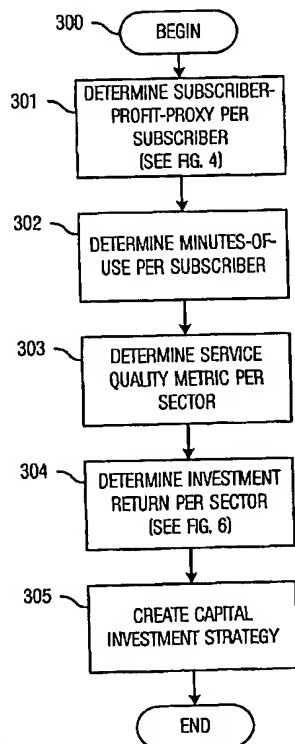 300
BEGIN
301
DETERMINE SUBSCRIBER-
PROFIT-PROXY PER
SUBSCRIBER
(SEE FIG. 4)
302
DETERMINE MINUTES-OF-
USE PER SUBSCRIBER
303
DETERMINE SERVICE
QUALITY METRIC PER
SECTOR
304
DETERMINE INVESTMENT
RETURN PER SECTOR
(SEE FIG. 6)
305
CREATE CAPITAL
INVESTMENT STRATEGY
END